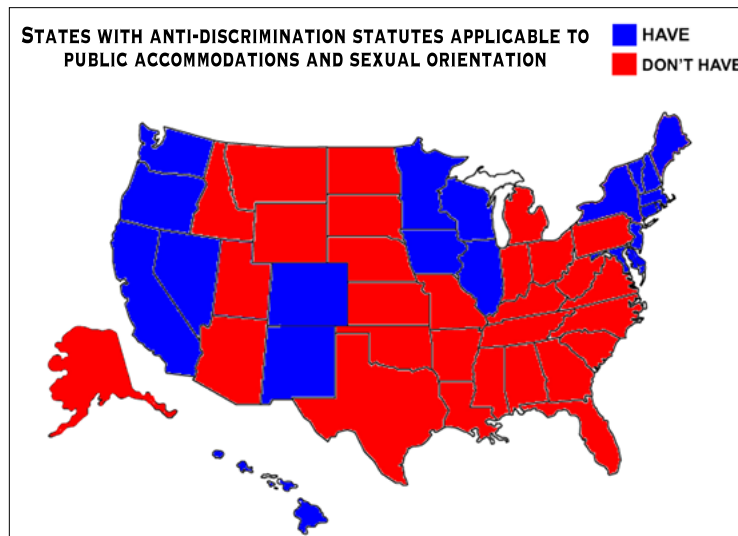 STATES WITH ANTI-DISCRIMINATION STATUTES APPLICABLE TO
PUBLIC ACCOMMODATIONS AND SEXUAL ORIENTATION
HAVE
DON'T HAVE